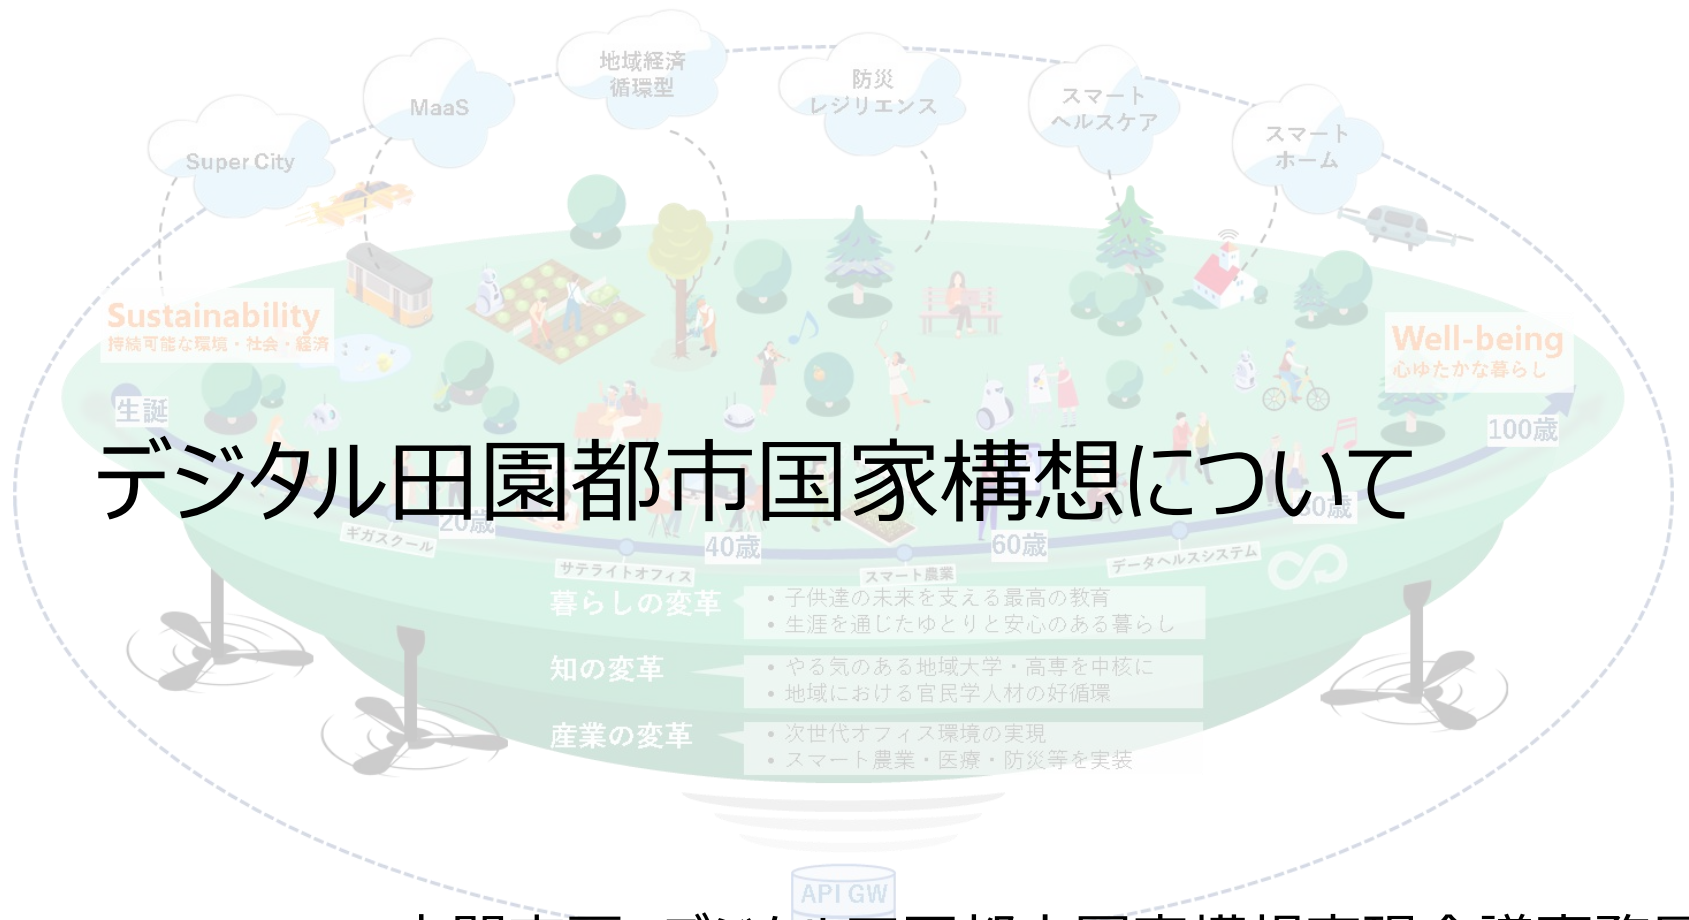 地域経済
循環型
防災
レジリエンス
MaaS
スマート
ヘルスケア
スマート
ホーム
Super City
Sustainability
持続可能な環境・社会・経済
Well-being
心ゆたかな暮らし
生誕
100歳
デジタル田園都市国家構想について
20歳
80歳
ギガスクール
40歳
60歳
データヘルスシステム
サテライトオフィス
スマート農業
暮らしの変革
• 子供達の未来を支える最高の教育
• 生涯を通じたゆとりと安心のある暮らし
知の変革
• やる気のある地域大学・高専を中核に
• 地域における官民学人材の好循環
産業の変革
• 次世代オフィス環境の実現
• スマート農業・医療・防災等を実装
API GW